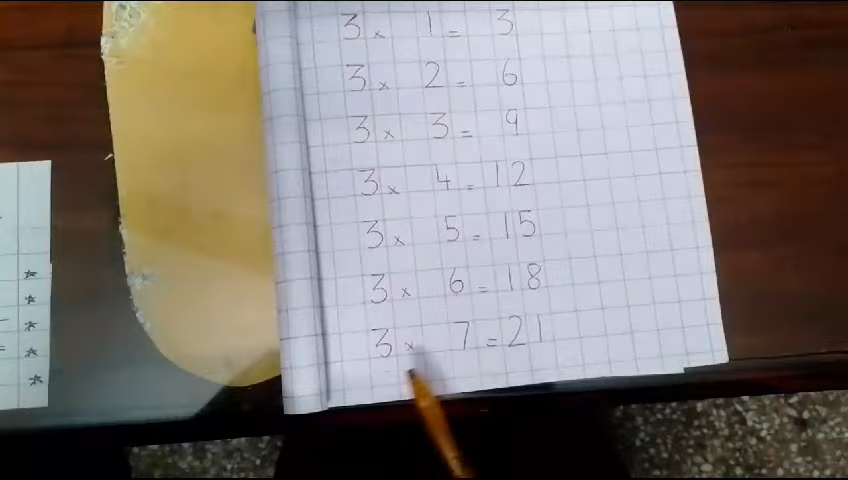 3 × 1 = 3
3 × 2 = 6
3 × 3 = 9
3 × 4 = 12
3 × 5 = 15
3 × 6 = 18
3 × 7 = 21